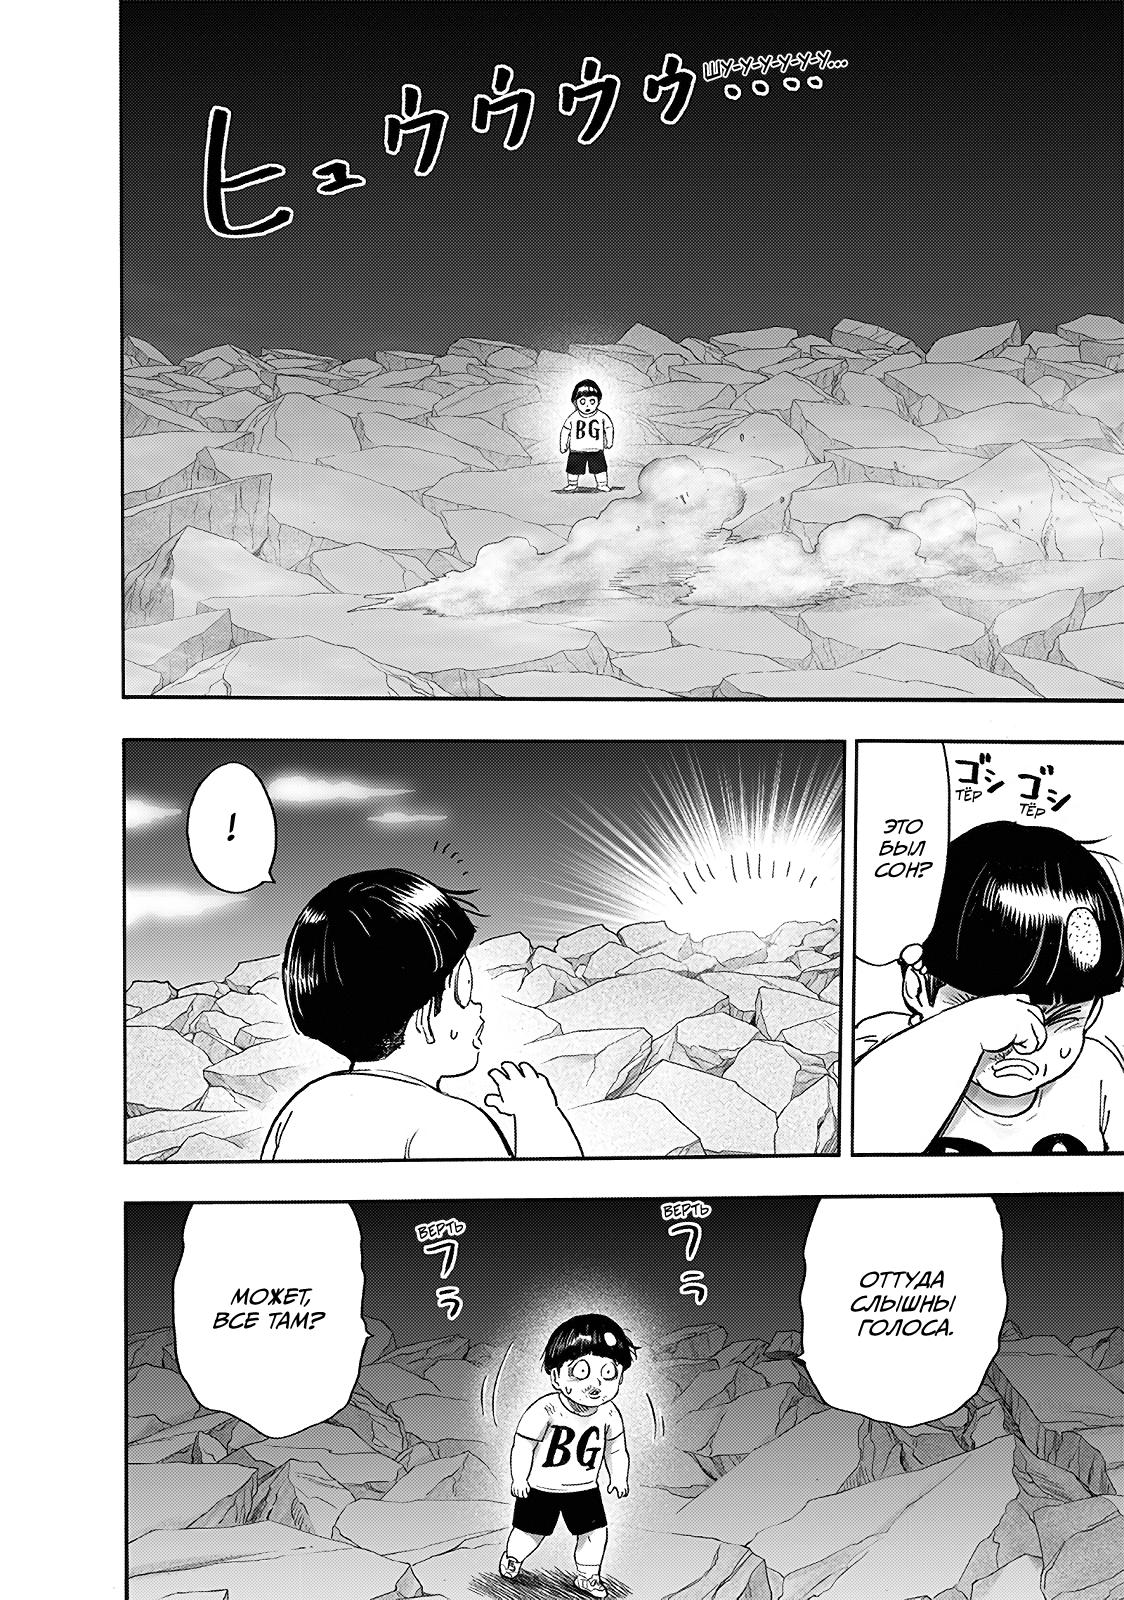 ヒュウウウゥ....
ШУ-У-У-У-У-У-У...
BG
ゴシ
ТЁР
ゴシ
ТЁР
ЭТО
БЫЛ
СОН?
!
ОТТУДА
СЛЫШНЫ
ГОЛОСА.
ВЕРТЬ
フラ
ВЕРТЬ
フラ
BG
МОЖЕТ,
ВСЕ ТАМ?